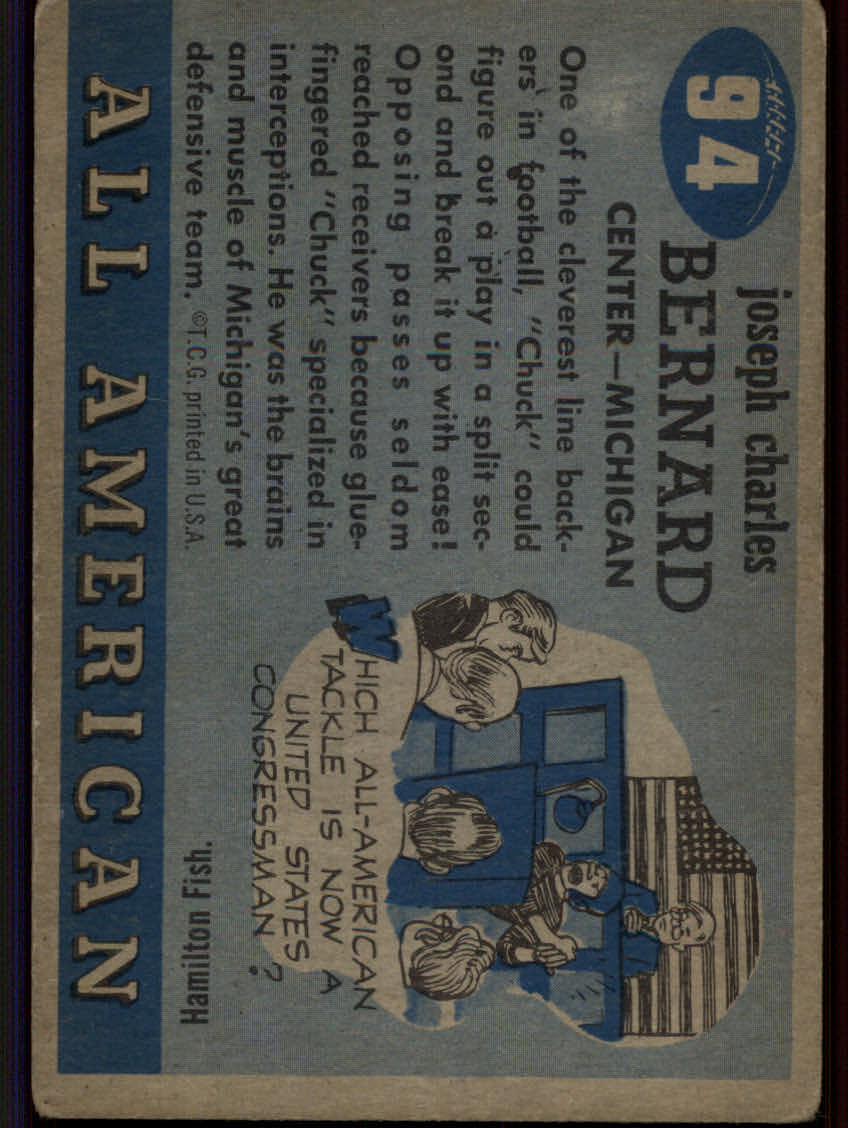 94
joseph charles
BERNARD
CENTER—MICHIGAN
One of the cleverest line back-
ers in football, "Chuck" could
figure out a play in a split sec-
ond and break it up with ease!
Opposing passes seldom
reached receivers because glue-
fingered "Chuck" specialized in
interceptions. He was the brains
and muscle of Michigan's great
defensive team. ©T.C.G. printed in U.S.A.
WHICH ALL-AMERICAN
TACKLE IS NOW A
UNITED STATES
CONGRESSMAN?
Hamilton Fish.
ALL AMERICAN